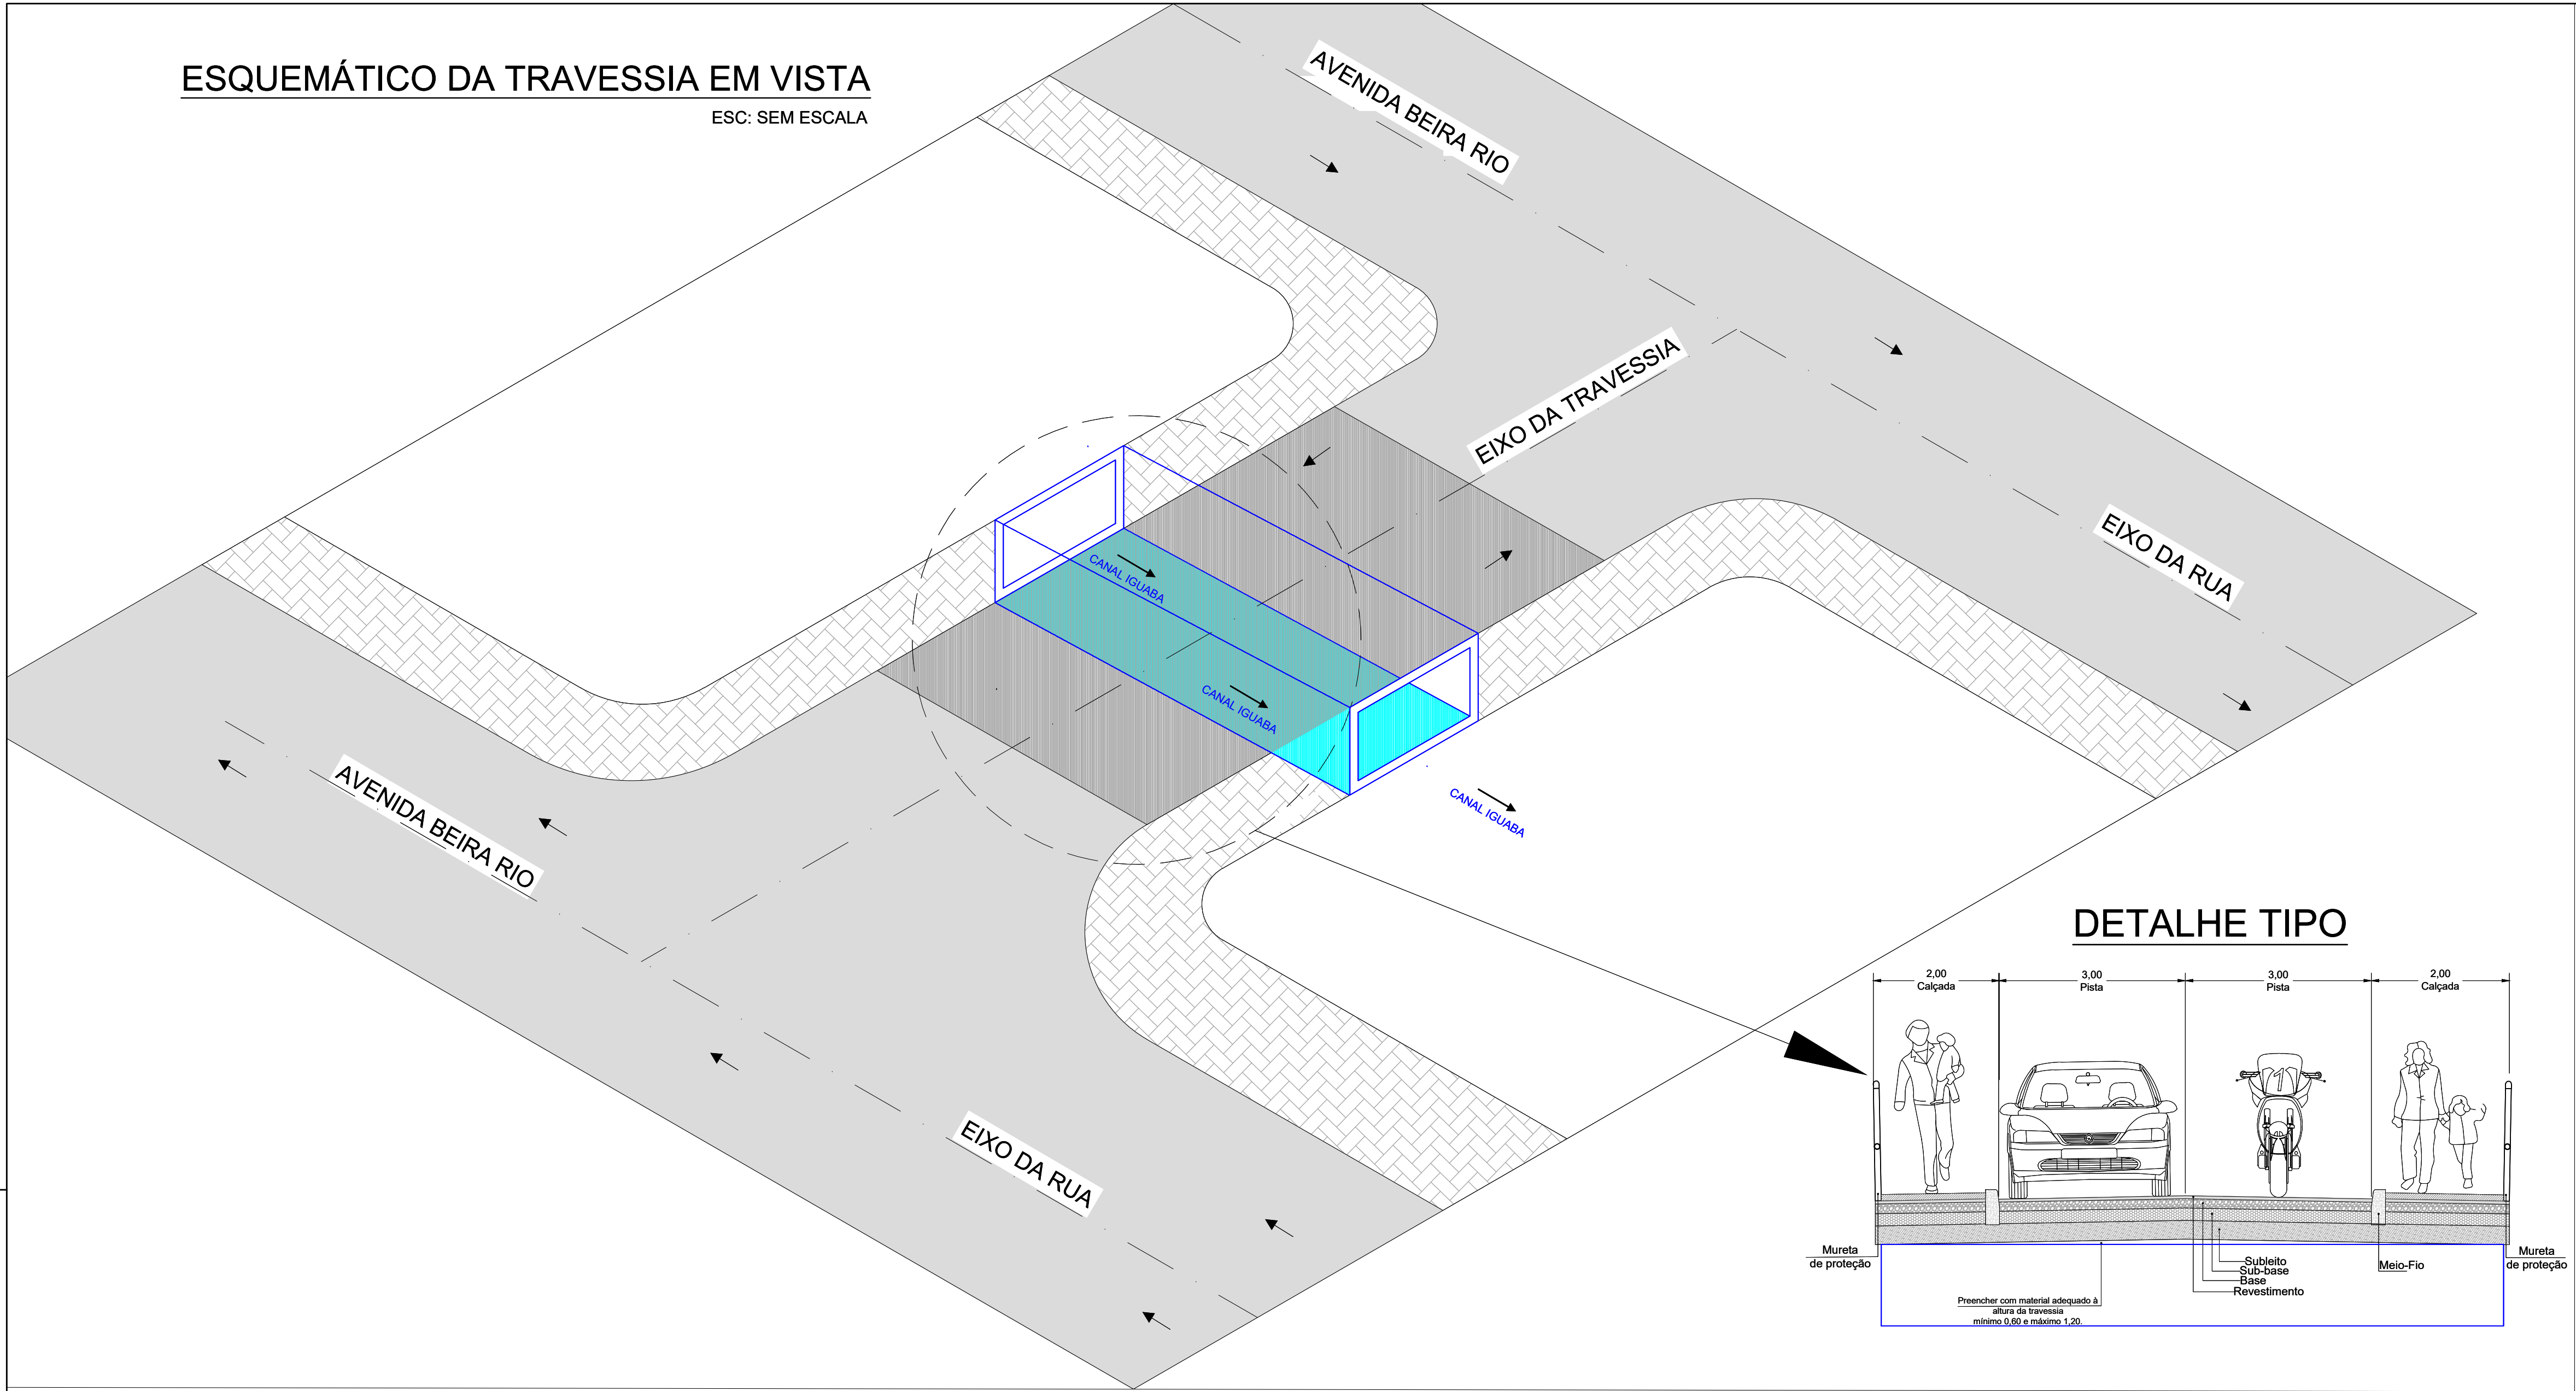 ESQUEMÁTICO DA TRAVESSIA EM VISTA
ESC: SEM ESCALA
AVENIDA BEIRA RIO
EIXO DA TRAVESSIA
EIXO DA RUA
CANAL IGUABA
CANAL IGUABA
CANAL IGUABA
AVENIDA BEIRA RIO
EIXO DA RUA
DETALHE TIPO
2,00
Calçada
3,00
Pista
3,00
Pista
2,00
Calçada
1
Mureta
de proteção
Subleito
Sub-base
Base
Revestimento
Meio-Fio
Mureta
de proteção
Preencher com material adequado à
altura da travessia
mínimo 0,60 e máximo 1,20.